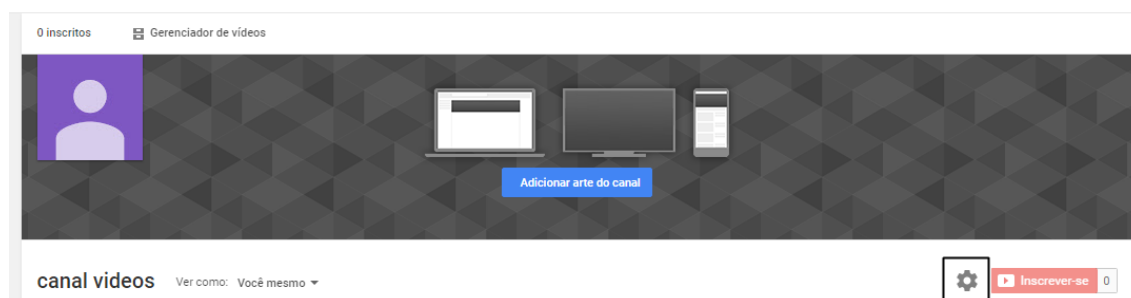 0 inscritos Gerenciador de vídeos
Adicionar arte do canal
canal videos Ver como: Você mesmo Inscrever-se 0